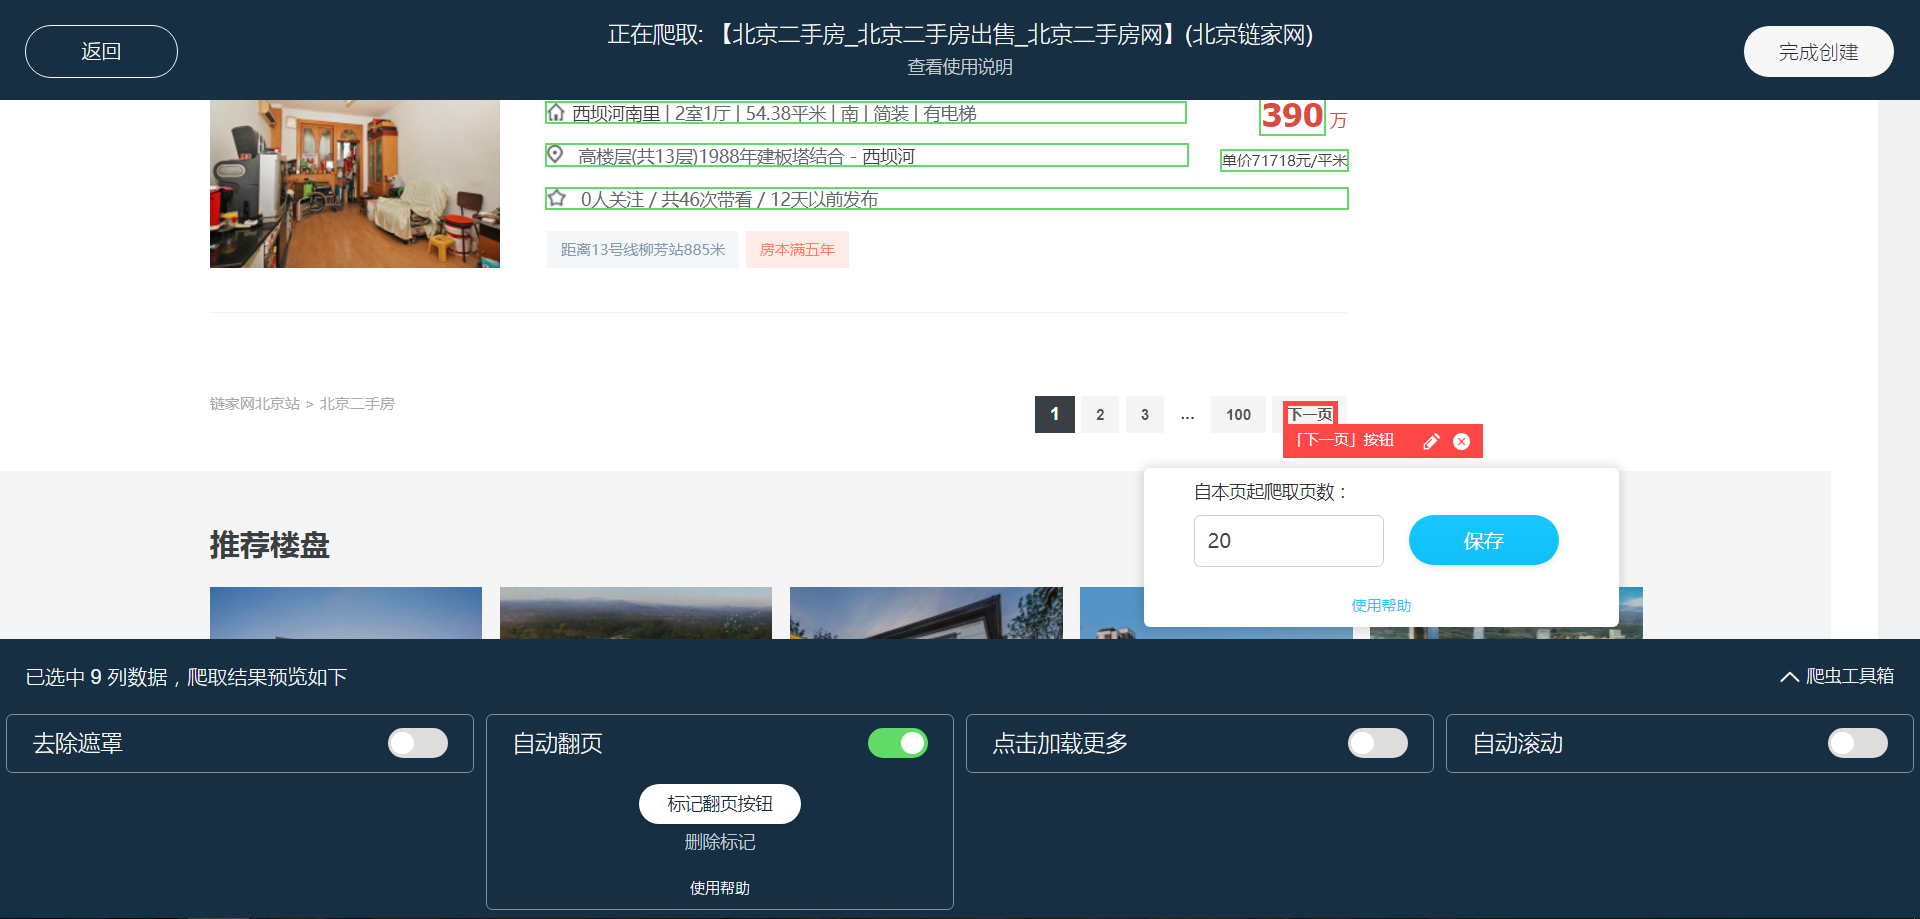 返回
正在爬取: 【北京二手房_北京二手房出售_北京二手房网】(北京链家网)
查看使用说明
完成创建
西坝河南里 | 2室1厅 | 54.38平米 | 南 | 简装 | 有电梯
390 万
高楼层(共13层)1988年建板塔结合 - 西坝河
单价71718元/平米
0人关注 / 共46次带看 / 12天以前发布
距离13号线柳芳站885米 房本满五年
链家网北京站 > 北京二手房
1 2 3 ... 100 下一页
「下一页」按钮
自本页起爬取页数：
20 保存
使用帮助
推荐楼盘
已选中 9 列数据，爬取结果预览如下
爬虫工具箱
去除遮罩
自动翻页
点击加载更多
自动滚动
标记翻页按钮
删除标记
使用帮助